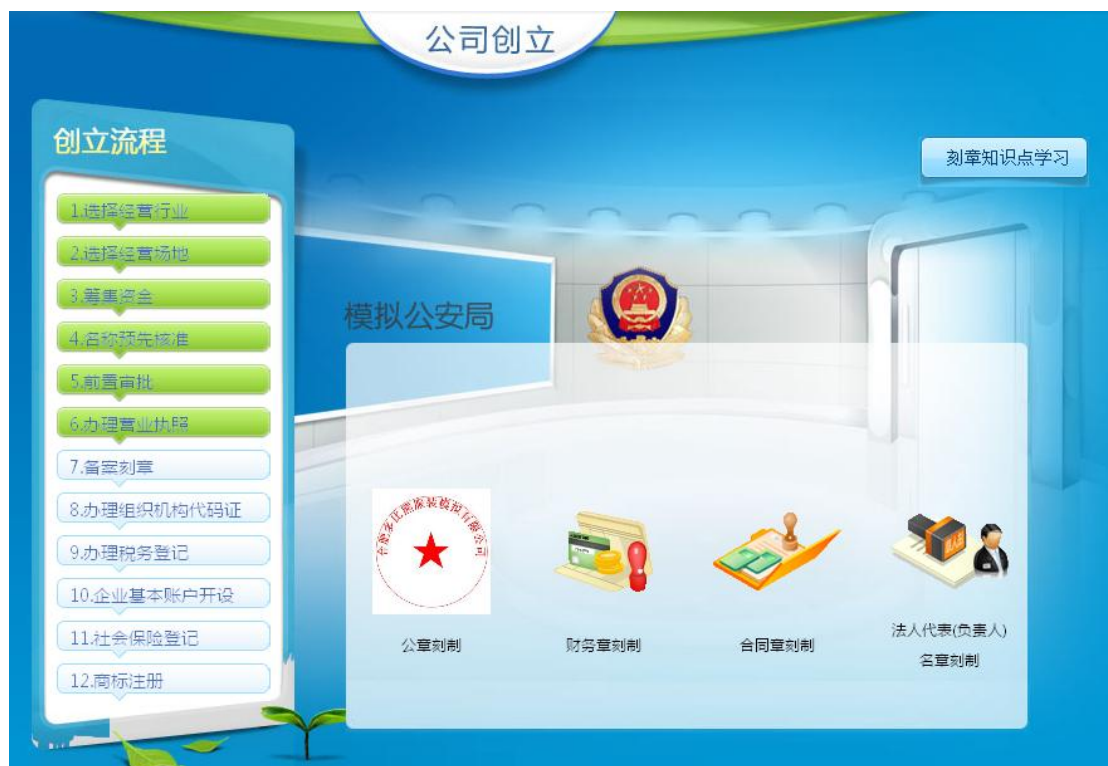 公司创立
创立流程
刻章知识点学习
1.选择经营行业
2.选择经营场地
3.筹集资金
4.名称预先核准
5.前置审批
6.办理营业执照
7.备案刻章
8.办理组织机构代码证
9.办理税务登记
10.企业基本账户开设
11.社会保险登记
12.商标注册
模拟公安局
公章刻制
财务章刻制
合同章刻制
法人代表(负责人)
名章刻制